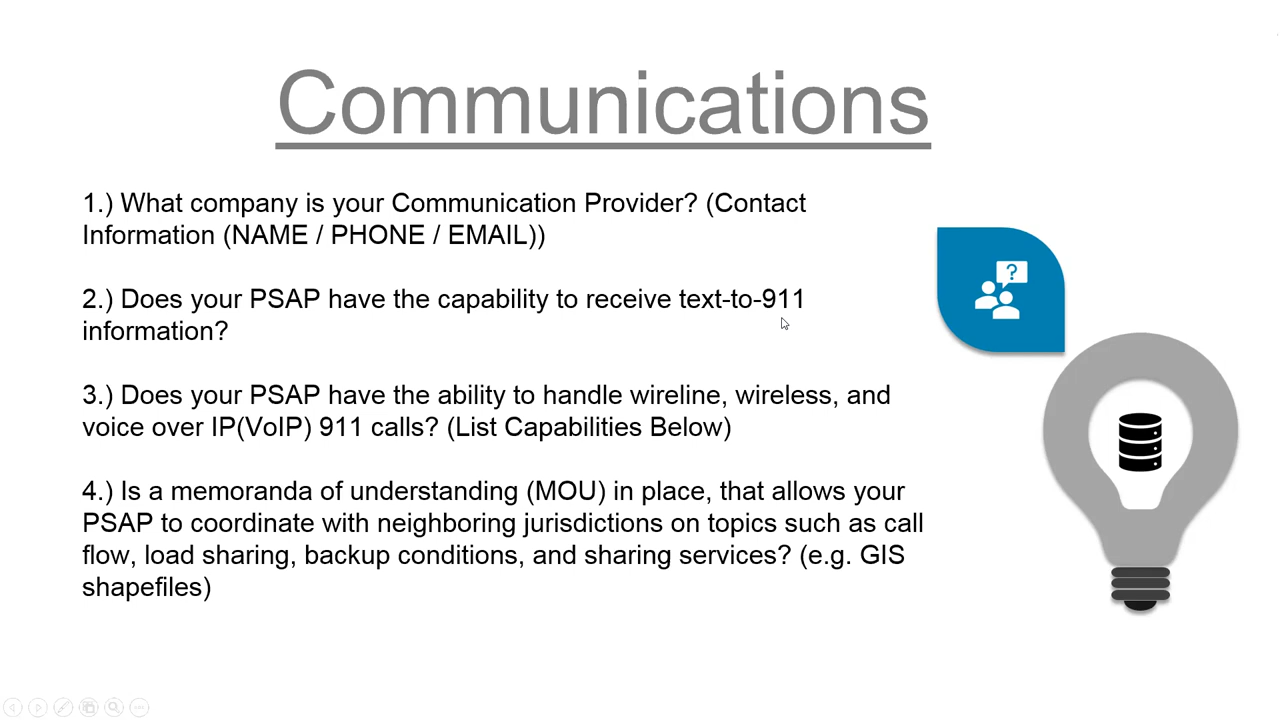 Communications
1.) What company is your Communication Provider? (Contact
Information (NAME / PHONE / EMAIL))
2.) Does your PSAP have the capability to receive text-to-911
information?
3.) Does your PSAP have the ability to handle wireline, wireless, and
voice over IP(VoIP) 911 calls? (List Capabilities Below)
4.) Is a memoranda of understanding (MOU) in place, that allows your
PSAP to coordinate with neighboring jurisdictions on topics such as call
flow, load sharing, backup conditions, and sharing services? (e.g. GIS
shapefiles)
?